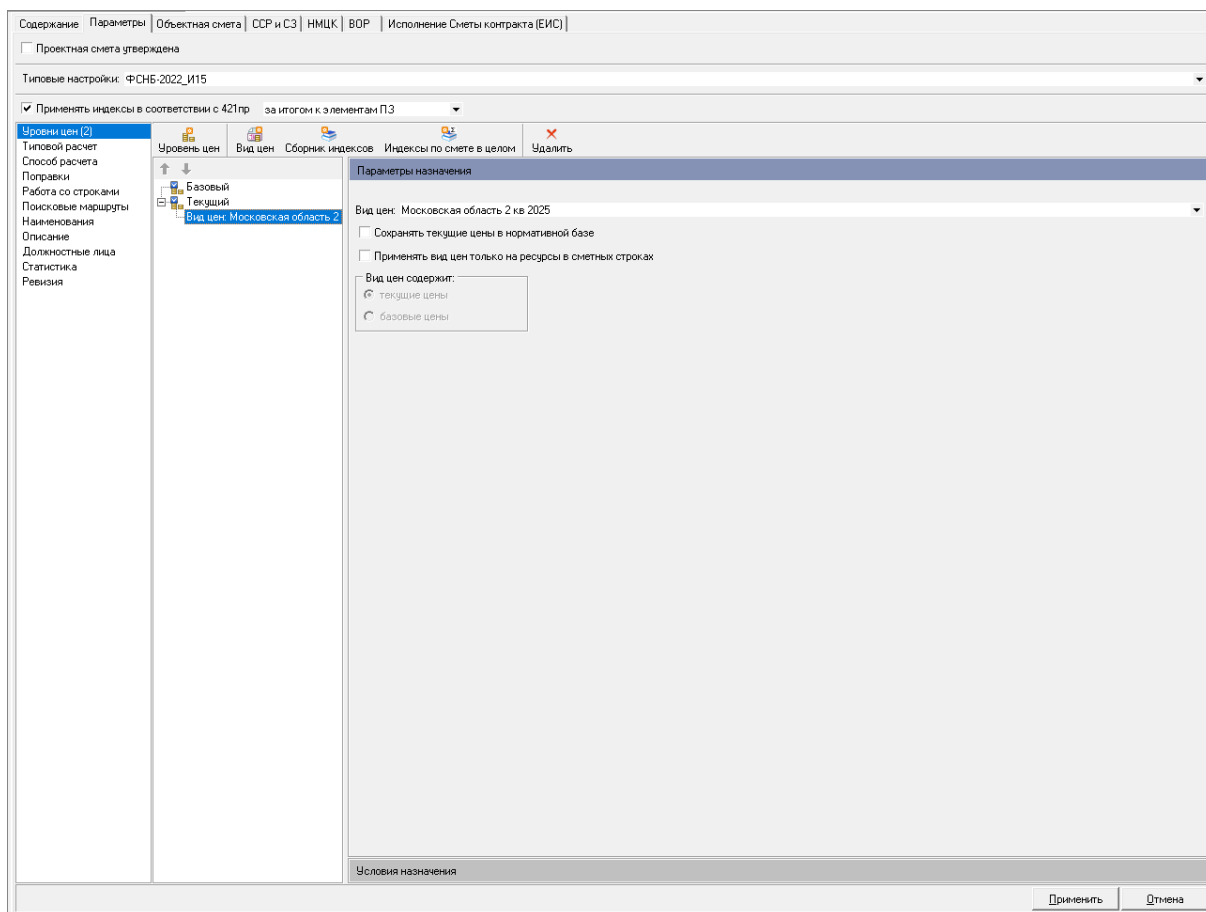 Содержание Параметры Объектная смета ССР и СЗ НМЦК ВОР Исполнение Сметы контракта (ЕИС)
Проектная смета утверждена
Типовые настройки: ФСНБ-2022_И15
Применять индексы в соответствии с 421пр за итогом к элементам ПЗ
Уровни цен (2)
Типовой расчет
Способ расчета
Поправки
Работа со строками
Поисковые маршруты
Наименования
Описание
Должностные лица
Статистика
Ревизия
Уровень цен Вид цен Сборник индексов Индексы по смете в целом Удалить
Базовый
Текущий
Вид цен: Московская область 2
Параметры назначения
Вид цен: Московская область 2 кв 2025
Сохранять текущие цены в нормативной базе
Применять вид цен только на ресурсы в сметных строках
Вид цен содержит:
текущие цены
базовые цены
Условия назначения
Применить Отмена